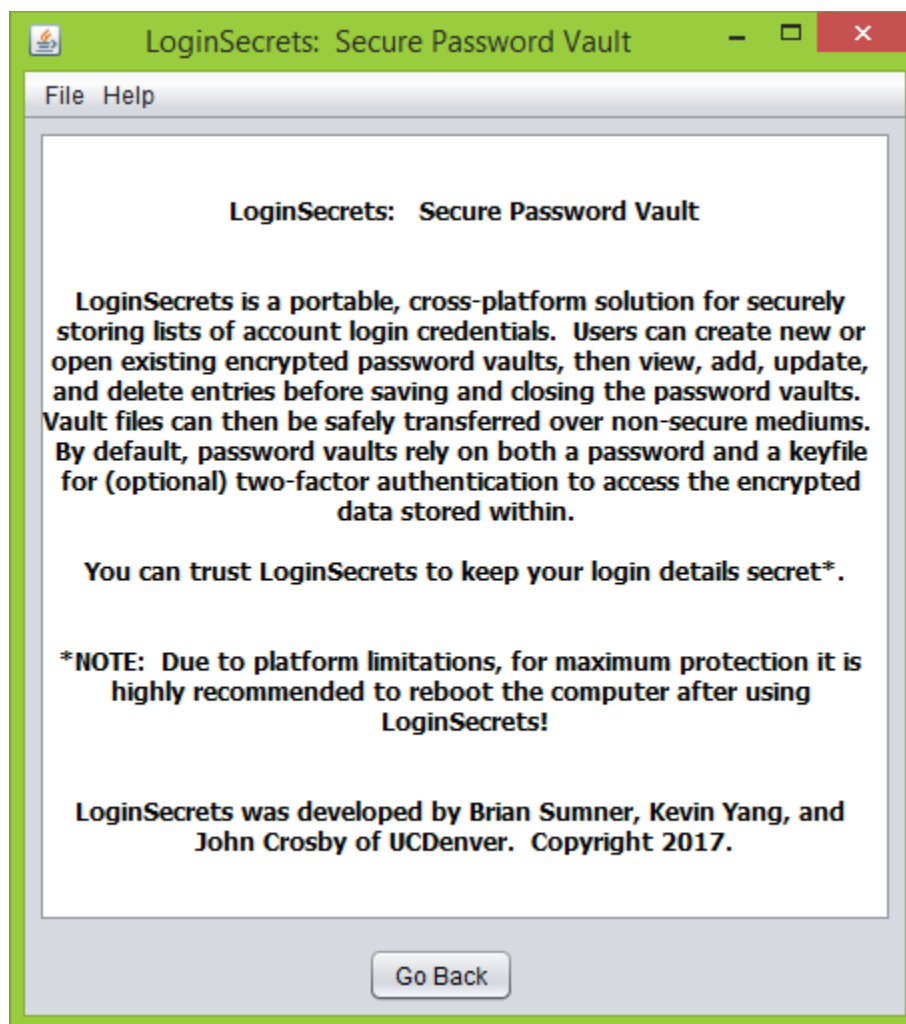 LoginSecrets: Secure Password Vault
File Help
LoginSecrets: Secure Password Vault
LoginSecrets is a portable, cross-platform solution for securely
storing lists of account login credentials. Users can create new or
open existing encrypted password vaults, then view, add, update,
and delete entries before saving and closing the password vaults.
Vault files can then be safely transferred over non-secure mediums.
By default, password vaults rely on both a password and a keyfile
for (optional) two-factor authentication to access the encrypted
data stored within.
You can trust LoginSecrets to keep your login details secret*.
*NOTE: Due to platform limitations, for maximum protection it is
highly recommended to reboot the computer after using
LoginSecrets!
LoginSecrets was developed by Brian Sumner, Kevin Yang, and
John Crosby of UCDenver. Copyright 2017.
Go Back